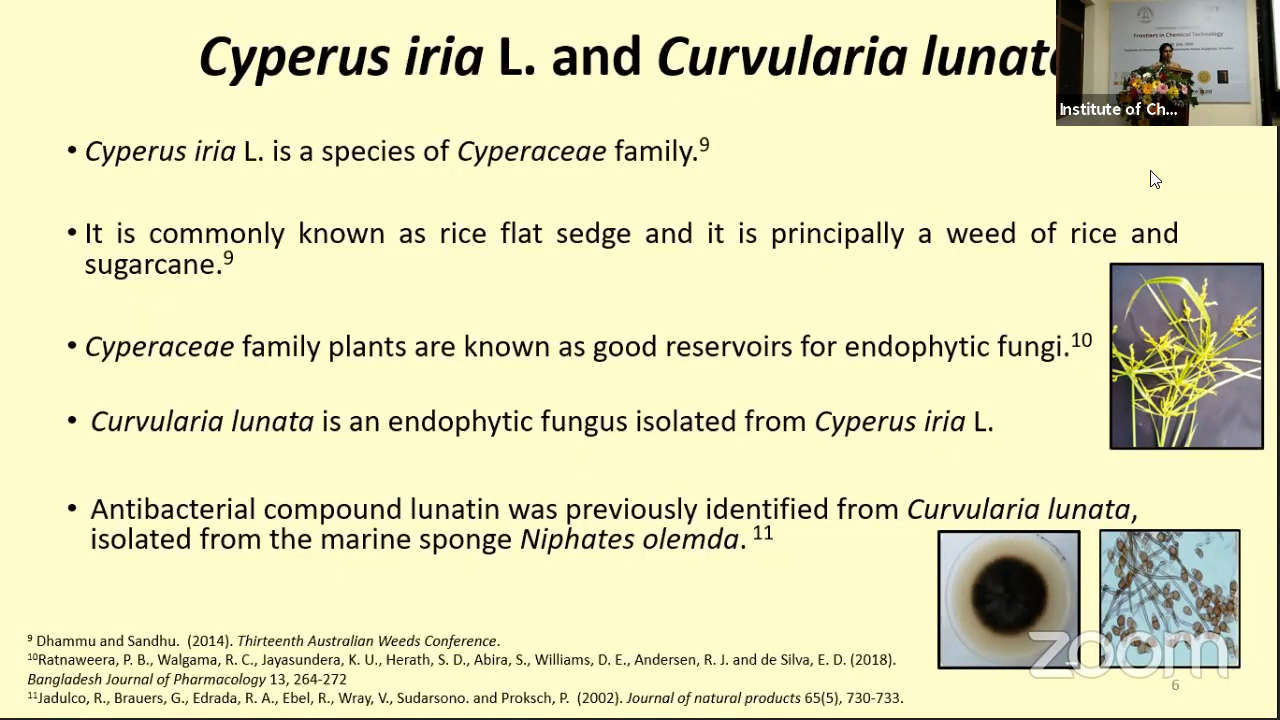 Cyperus iria L. and Curvularia lunata
Frontiers in Chemical Technology
Institute of Ch...
• Cyperus iria L. is a species of Cyperaceae family.⁹
• It is commonly known as rice flat sedge and it is principally a weed of rice and
sugarcane.⁹
• Cyperaceae family plants are known as good reservoirs for endophytic fungi.¹⁰
• Curvularia lunata is an endophytic fungus isolated from Cyperus iria L.
• Antibacterial compound lunatin was previously identified from Curvularia lunata,
isolated from the marine sponge Niphates olemda. ¹¹
⁹ Dhammu and Sandhu. (2014). Thirteenth Australian Weeds Conference.
¹⁰Ratnaweera, P. B., Walgama, R. C., Jayasundera, K. U., Herath, S. D., Abira, S., Williams, D. E., Andersen, R. J. and de Silva, E. D. (2018).
Bangladesh Journal of Pharmacology 13, 264-272
¹¹Jadulco, R., Brauers, G., Edrada, R. A., Ebel, R., Wray, V., Sudarsono. and Proksch, P. (2002). Journal of natural products 65(5), 730-733.
zoom
6